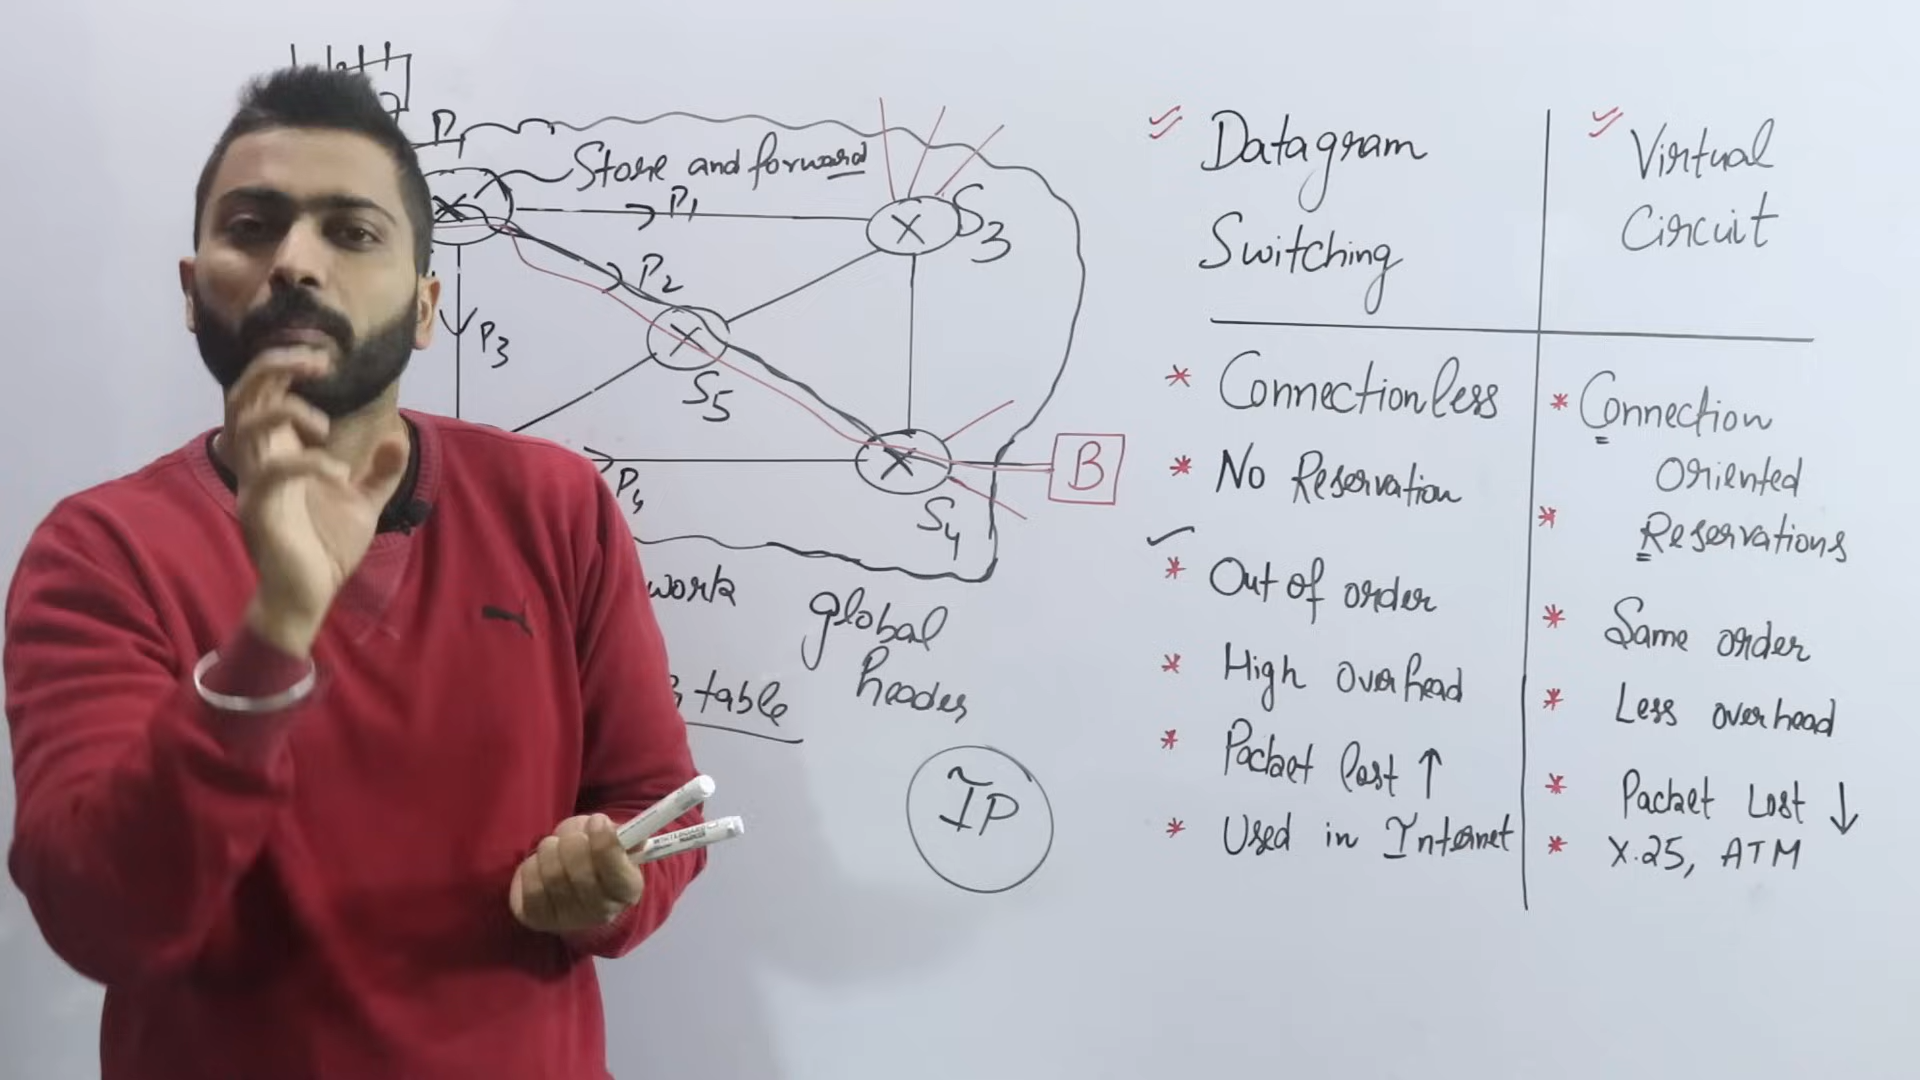 Store and forward
P1
P2
P3
P4
S3
S5
S4
B
work
global
header
table
IP
Datagram
Switching
* Connectionless
* No Reservation
* Out of order
* High overhead
* Packet lost ↑
* Used in Internet
Virtual
Circuit
* Connection
Oriented
* Reservations
* Same order
* Less overhead
* Packet Lost ↓
* X.25, ATM